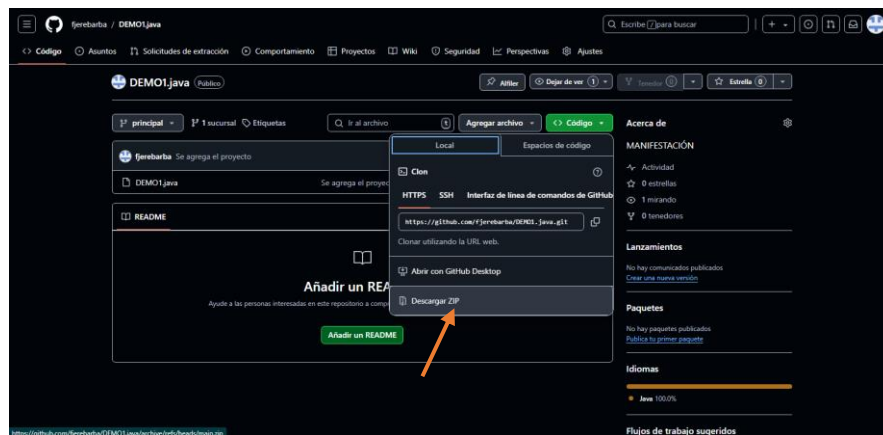 fjerebarba / DEMO1.java
Escribe / para buscar
Código Asuntos Solicitudes de extracción Comportamiento Proyectos Wiki Seguridad Perspectivas Ajustes
DEMO1.java Público
Alfiler Dejar de ver 1 Tenedor 0 Estrella 0
principal 1 sucursal Etiquetas Ir al archivo t Agregar archivo Código
fjerebarba Se agrega el proyecto
DEMO1.java Se agrega el proyec
README
Añadir un REA
Ayude a las personas interesadas en este repositorio a comp
Añadir un README
Local Espacios de código
Clon
HTTPS SSH Interfaz de línea de comandos de GitHub
https://github.com/fjerebarba/DEMO1.java.git
Clonar utilizando la URL web.
Abrir con GitHub Desktop
Descargar ZIP
Acerca de
MANIFESTACIÓN
Actividad
0 estrellas
1 mirando
0 tenedores
Lanzamientos
No hay comunicados publicados
Crear una nueva versión
Paquetes
No hay paquetes publicados
Publica tu primer paquete
Idiomas
Java 100.0%
Flujos de trabajo sugeridos
https://github.com/fjerebarba/DEMO1.java/archive/refs/heads/main.zip